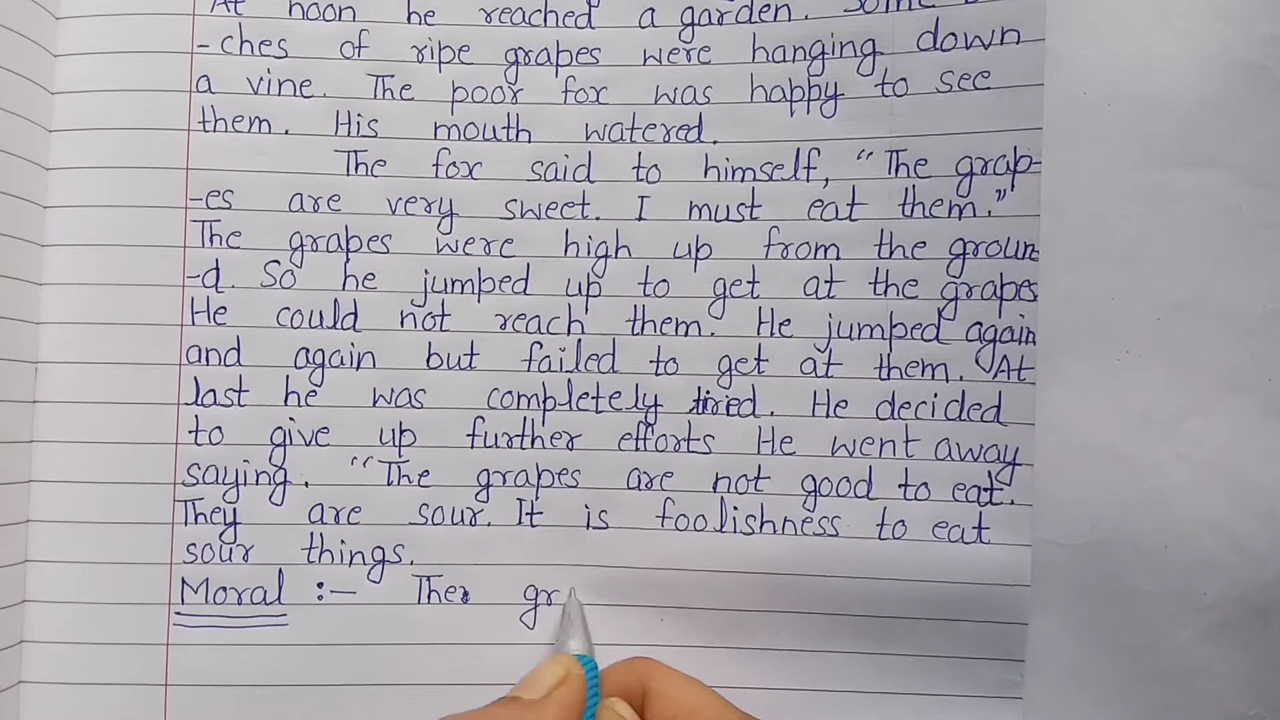 At noon he reached a garden. Some
-ches of ripe grapes were hanging down
a vine. The poor fox was happy to see
them. His mouth watered.
The fox said to himself, "The grap-
-es are very sweet. I must eat them."
The grapes were high up from the groun
-d. So he jumped up to get at the grapes
He could not reach them. He jumped again
and again but failed to get at them. At
last he was completely tired. He decided
to give up further efforts He went away
saying. "The grapes are not good to eat.
They are sour. It is foolishness to eat
sour things.
Moral :- The gr